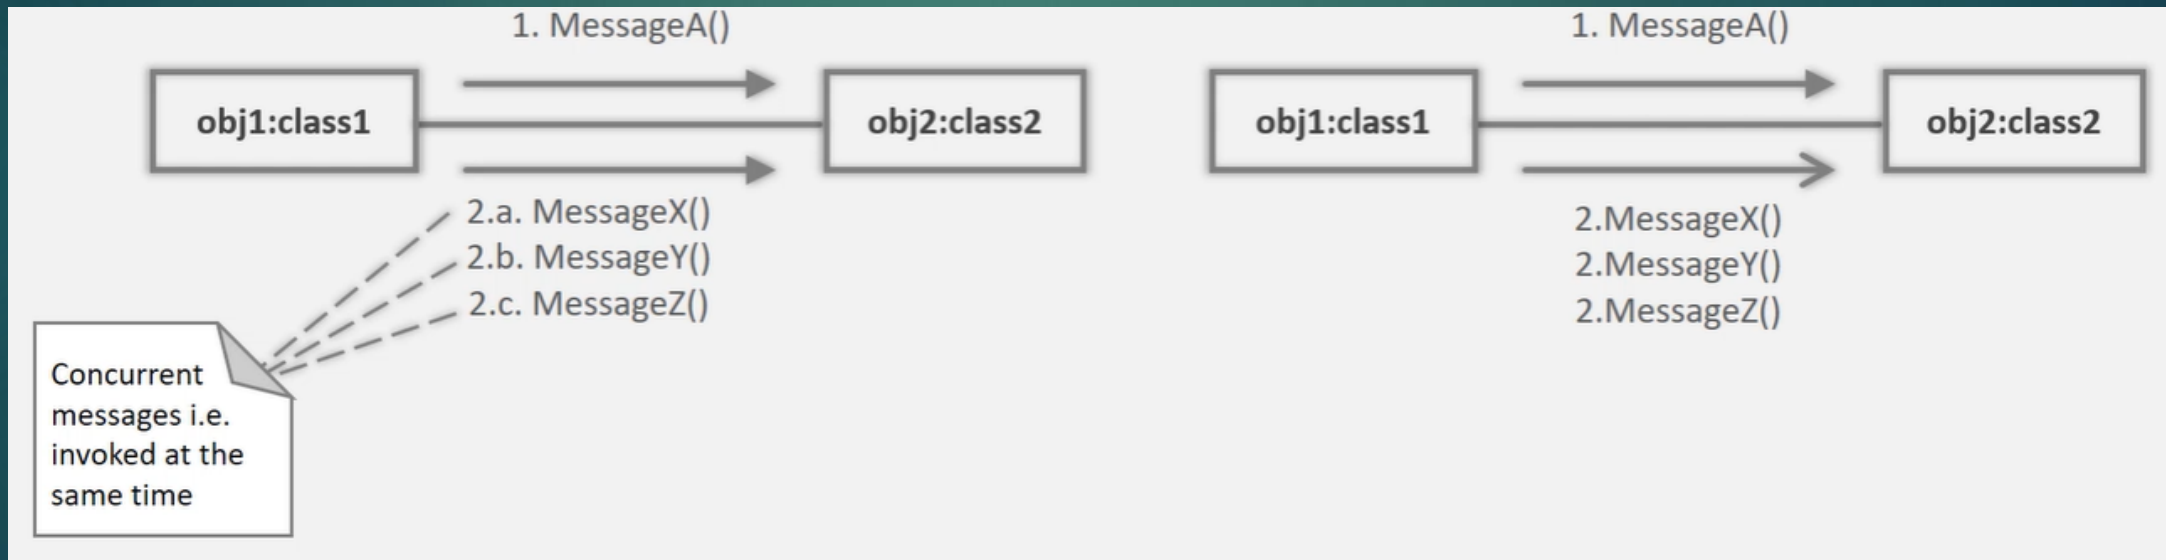 1. MessageA()
obj1:class1
obj2:class2
2.a. MessageX()
2.b. MessageY()
2.c. MessageZ()
Concurrent
messages i.e.
invoked at the
same time
1. MessageA()
obj1:class1
obj2:class2
2.MessageX()
2.MessageY()
2.MessageZ()